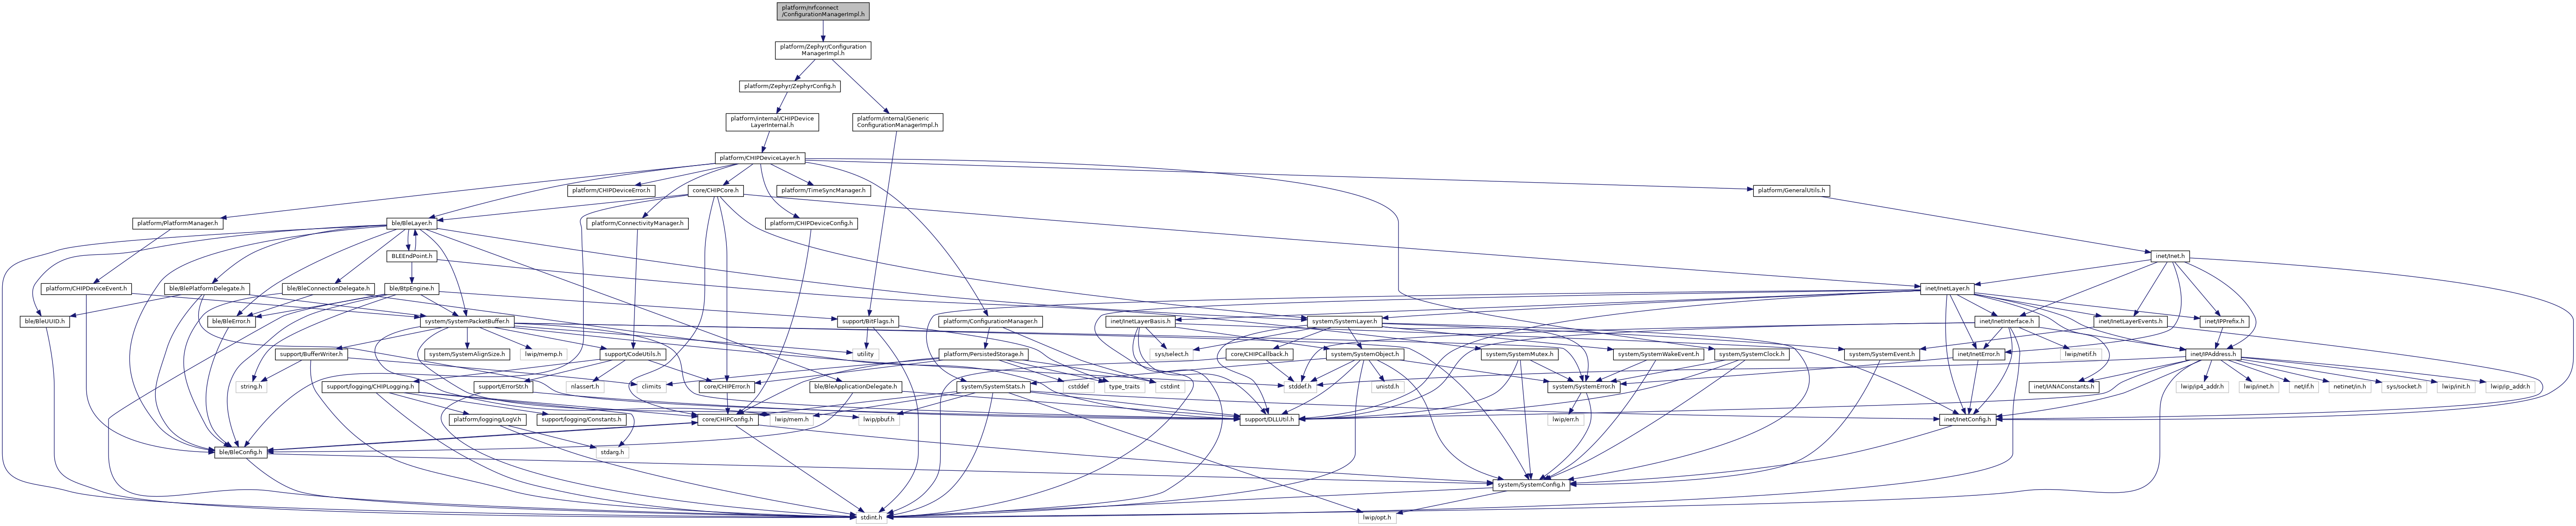 platform/nrfconnect
/ConfigurationManagerImpl.h
platform/Zephyr/Configuration
ManagerImpl.h
platform/Zephyr/ZephyrConfig.h
platform/internal/CHIPDevice
LayerInternal.h
platform/internal/Generic
ConfigurationManagerImpl.h
platform/CHIPDeviceLayer.h
platform/CHIPDeviceError.h
core/CHIPCore.h
platform/TimeSyncManager.h
platform/GeneralUtils.h
platform/PlatformManager.h
ble/BleLayer.h
platform/ConnectivityManager.h
platform/CHIPDeviceConfig.h
BLEEndPoint.h
inet/Inet.h
platform/CHIPDeviceEvent.h
ble/BlePlatformDelegate.h
ble/BleConnectionDelegate.h
ble/BtpEngine.h
inet/InetLayer.h
ble/BleUUID.h
ble/BleError.h
system/SystemPacketBuffer.h
support/BitFlags.h
platform/ConfigurationManager.h
inet/InetLayerBasis.h
system/SystemLayer.h
inet/InetInterface.h
inet/InetLayerEvents.h
inet/IPPrefix.h
support/BufferWriter.h
system/SystemAlignSize.h
lwip/memp.h
support/CodeUtils.h
utility
platform/PersistedStorage.h
sys/select.h
core/CHIPCallback.h
system/SystemObject.h
system/SystemMutex.h
system/SystemWakeEvent.h
system/SystemClock.h
system/SystemEvent.h
inet/InetError.h
lwip/netif.h
inet/IPAddress.h
string.h
support/logging/CHIPLogging.h
support/ErrorStr.h
nlassert.h
climits
core/CHIPError.h
ble/BleApplicationDelegate.h
system/SystemStats.h
cstddef
type_traits
cstdint
stddef.h
unistd.h
system/SystemError.h
inet/IANAConstants.h
lwip/ip4_addr.h
lwip/inet.h
net/if.h
netinet/in.h
sys/socket.h
lwip/init.h
lwip/ip_addr.h
platform/logging/LogV.h
support/logging/Constants.h
core/CHIPConfig.h
lwip/mem.h
lwip/pbuf.h
support/DLLUtil.h
lwip/err.h
inet/InetConfig.h
ble/BleConfig.h
stdarg.h
system/SystemConfig.h
stdint.h
lwip/opt.h